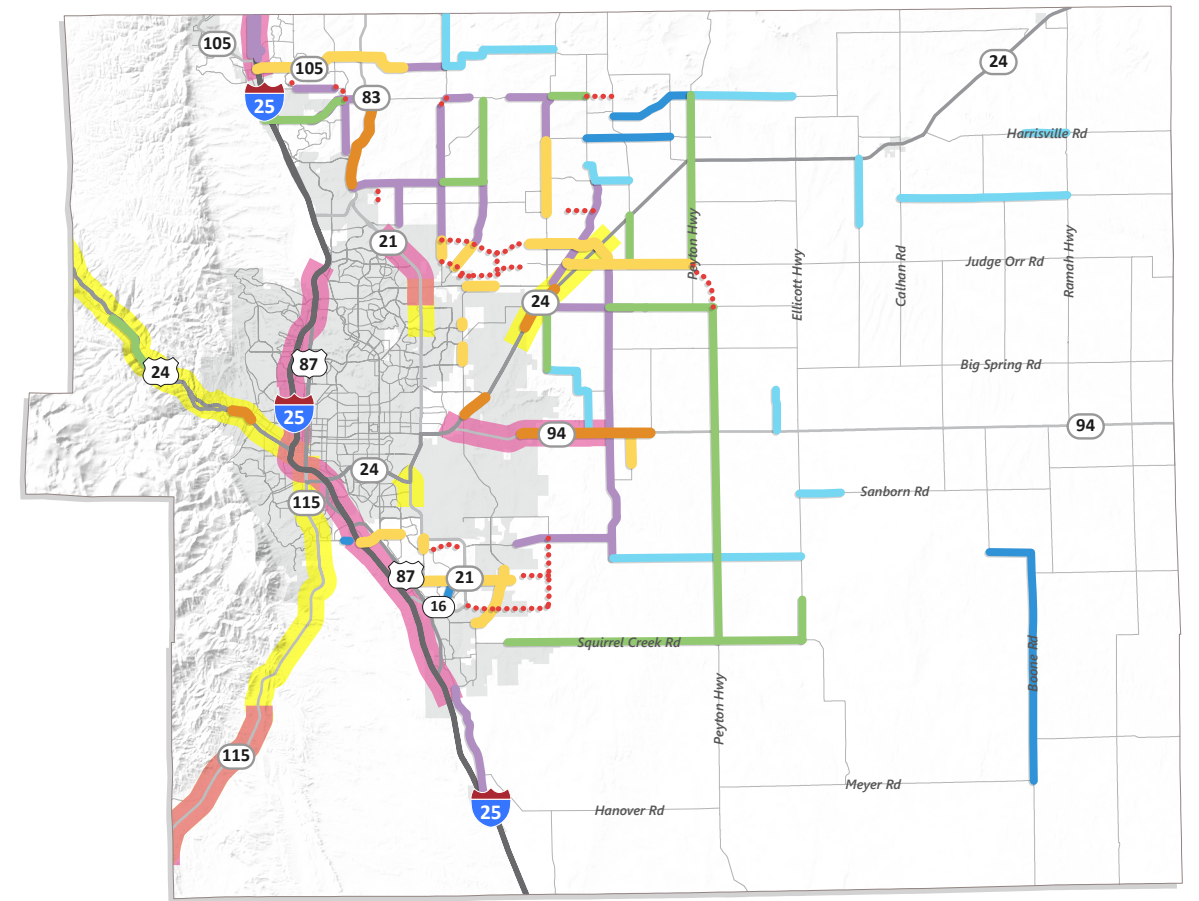 105
24
105
83
25
Harrisville Rd
Peyton Hwy
21
Ramah Hwy
Calhan Rd
Judge Orr Rd
Ellicott Hwy
24
87
Big Spring Rd
24
25
94
94
24
Sanborn Rd
115
87
21
16
Squirrel Creek Rd
Boone Rd
Peyton Hwy
115
Meyer Rd
25
Hanover Rd